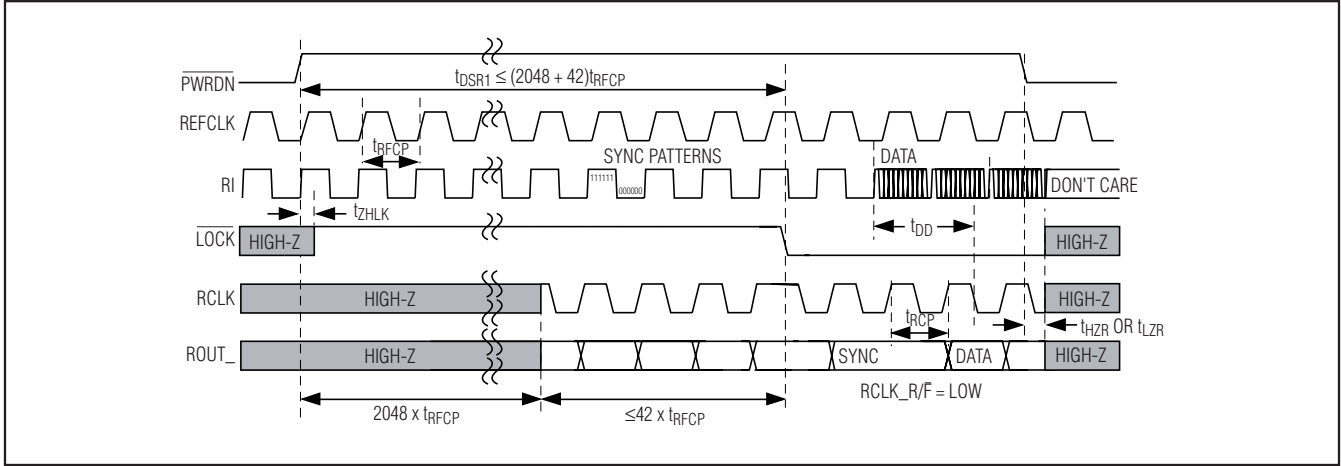 PWRDN
tDSR1 ≤ (2048 + 42)tRFCP
REFCLK
tRFCP
SYNC PATTERNS
DATA
RI
111111
000000
DON'T CARE
tZHLK
tDD
LOCK
HIGH-Z
HIGH-Z
RCLK
HIGH-Z
HIGH-Z
tRCP
tHZR OR tLZR
ROUT_
HIGH-Z
SYNC
DATA
HIGH-Z
RCLK_R/F̅ = LOW
2048 x tRFCP
≤42 x tRFCP